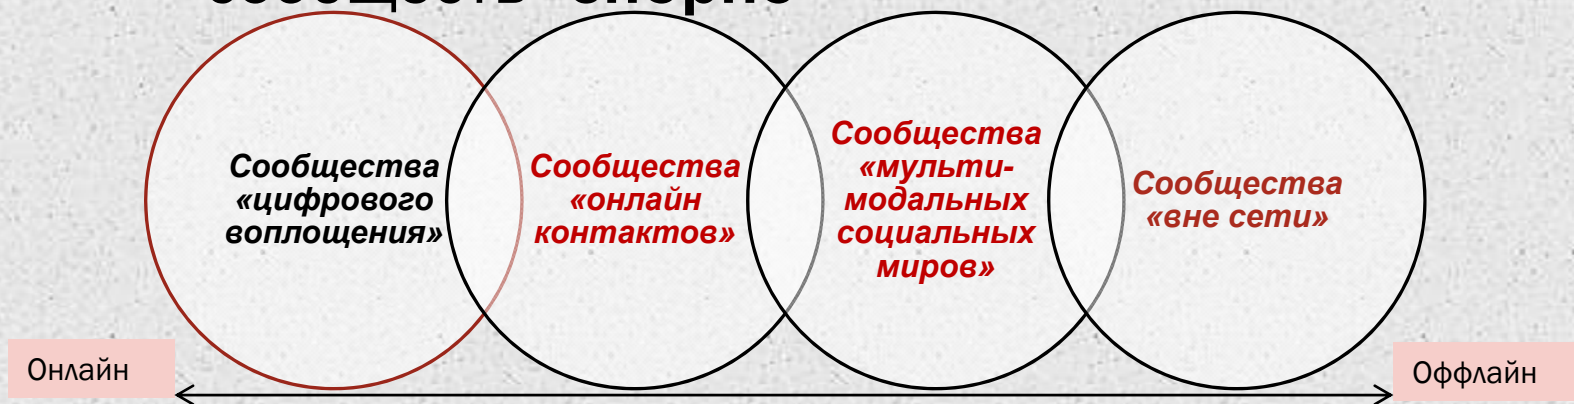 Сообщества
«цифрового
воплощения»
Сообщества
«онлайн
контактов»
Сообщества
«мульти-
модальных
социальных
миров»
Сообщества
«вне сети»
Онлайн
Оффлайн